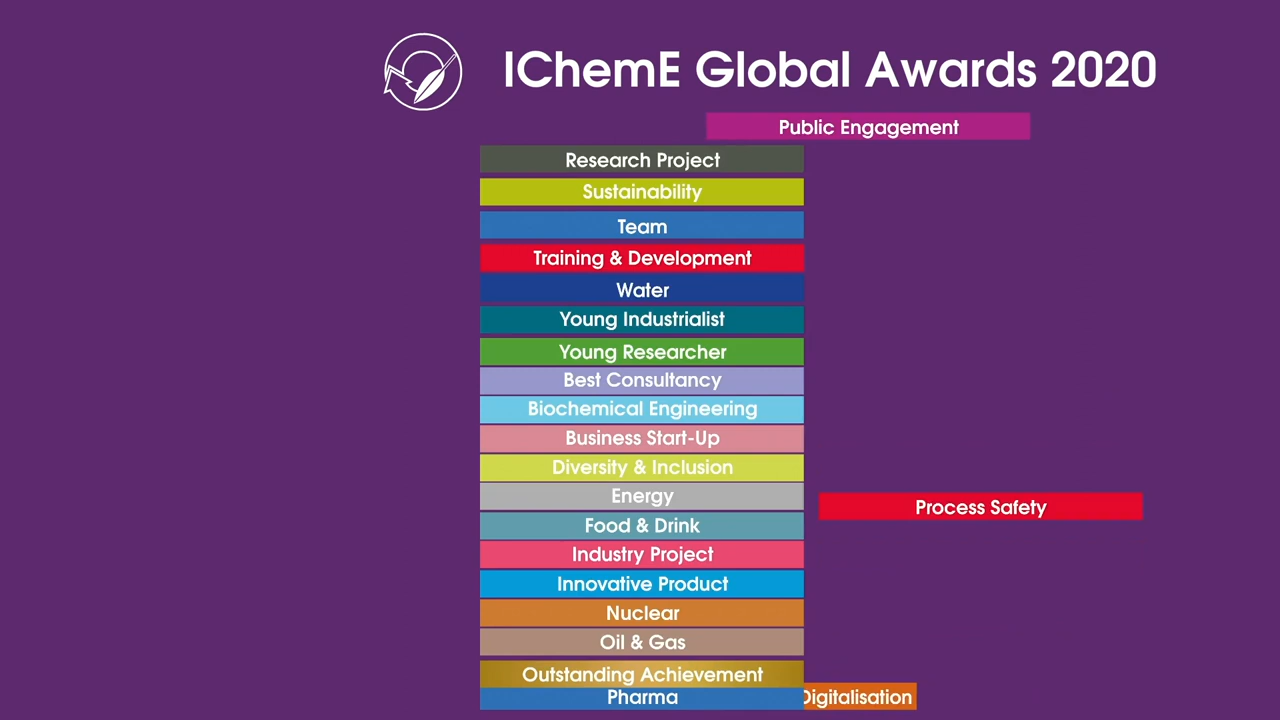 IChemE Global Awards 2020
Public Engagement
Research Project
Sustainability
Team
Training & Development
Water
Young Industrialist
Young Researcher
Best Consultancy
Biochemical Engineering
Business Start-Up
Diversity & Inclusion
Energy
Process Safety
Food & Drink
Industry Project
Innovative Product
Nuclear
Oil & Gas
Outstanding Achievement
Pharma
Digitalisation